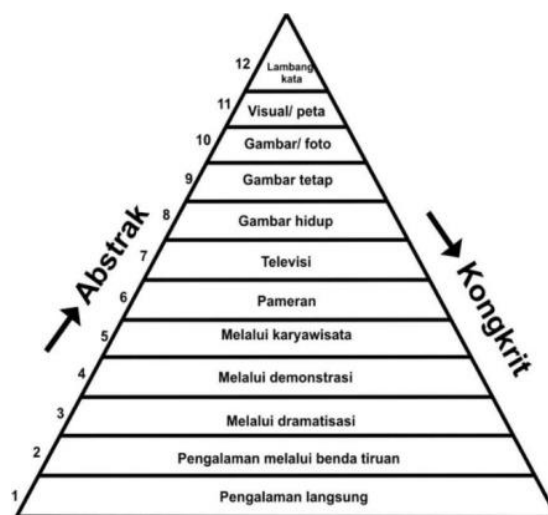 12 Lambang
kata
11 Visual/ peta
10 Gambar/ foto
9 Gambar tetap
8 Gambar hidup
7 Televisi
6 Pameran
5 Melalui karyawisata
4 Melalui demonstrasi
3 Melalui dramatisasi
2 Pengalaman melalui benda tiruan
1 Pengalaman langsung
Abstrak
Kongkrit